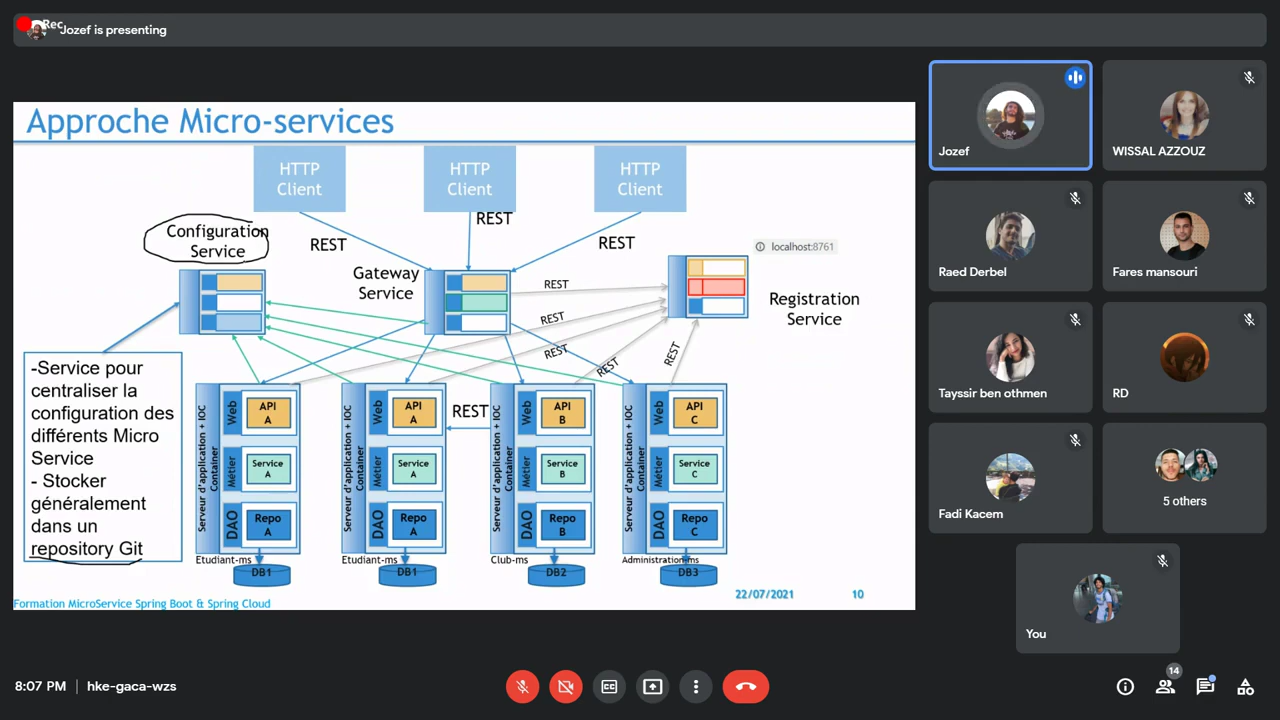 Rec
Jozef is presenting
Approche Micro-services
HTTP
Client
HTTP
Client
HTTP
Client
REST
REST
REST
Configuration
Service
Gateway
Service
localhost:8761
Registration
Service
REST
REST
REST
REST
REST
-Service pour
centraliser la
configuration des
différents Micro
Service
- Stocker
généralement
dans un
repository Git
Serveur d'application + IOC
Container
Web
API
A
Métier
Service
A
DAO
Repo
A
Etudiant-ms
DB1
Serveur d'application + IOC
Container
Web
API
A
Métier
Service
A
DAO
Repo
A
Etudiant-ms
DB1
REST
Serveur d'application + IOC
Container
Web
API
B
Métier
Service
B
DAO
Repo
B
Club-ms
DB2
Serveur d'application + IOC
Container
Web
API
C
Métier
Service
C
DAO
Repo
C
Administration-ms
DB3
Formation MicroService Spring Boot & Spring Cloud
22/07/2021
10
Jozef
WISSAL AZZOUZ
Raed Derbel
Fares mansouri
Tayssir ben othmen
RD
Fadi Kacem
5 others
You
8:07 PM
hke-gaca-wzs
14